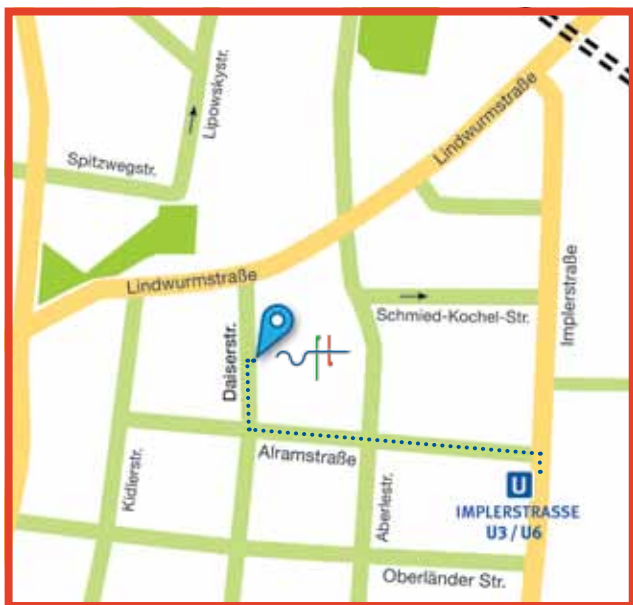 Lipowskystr.
Lindwurmstraße
Spitzwegstr.
Lindwurmstraße
Implerstraße
Schmied-Kochel-Str.
Daiserstr.
Alramstraße
Kidlerstr.
Aberlestr.
U
IMPLERSTRASSE
U3 / U6
Oberländer Str.